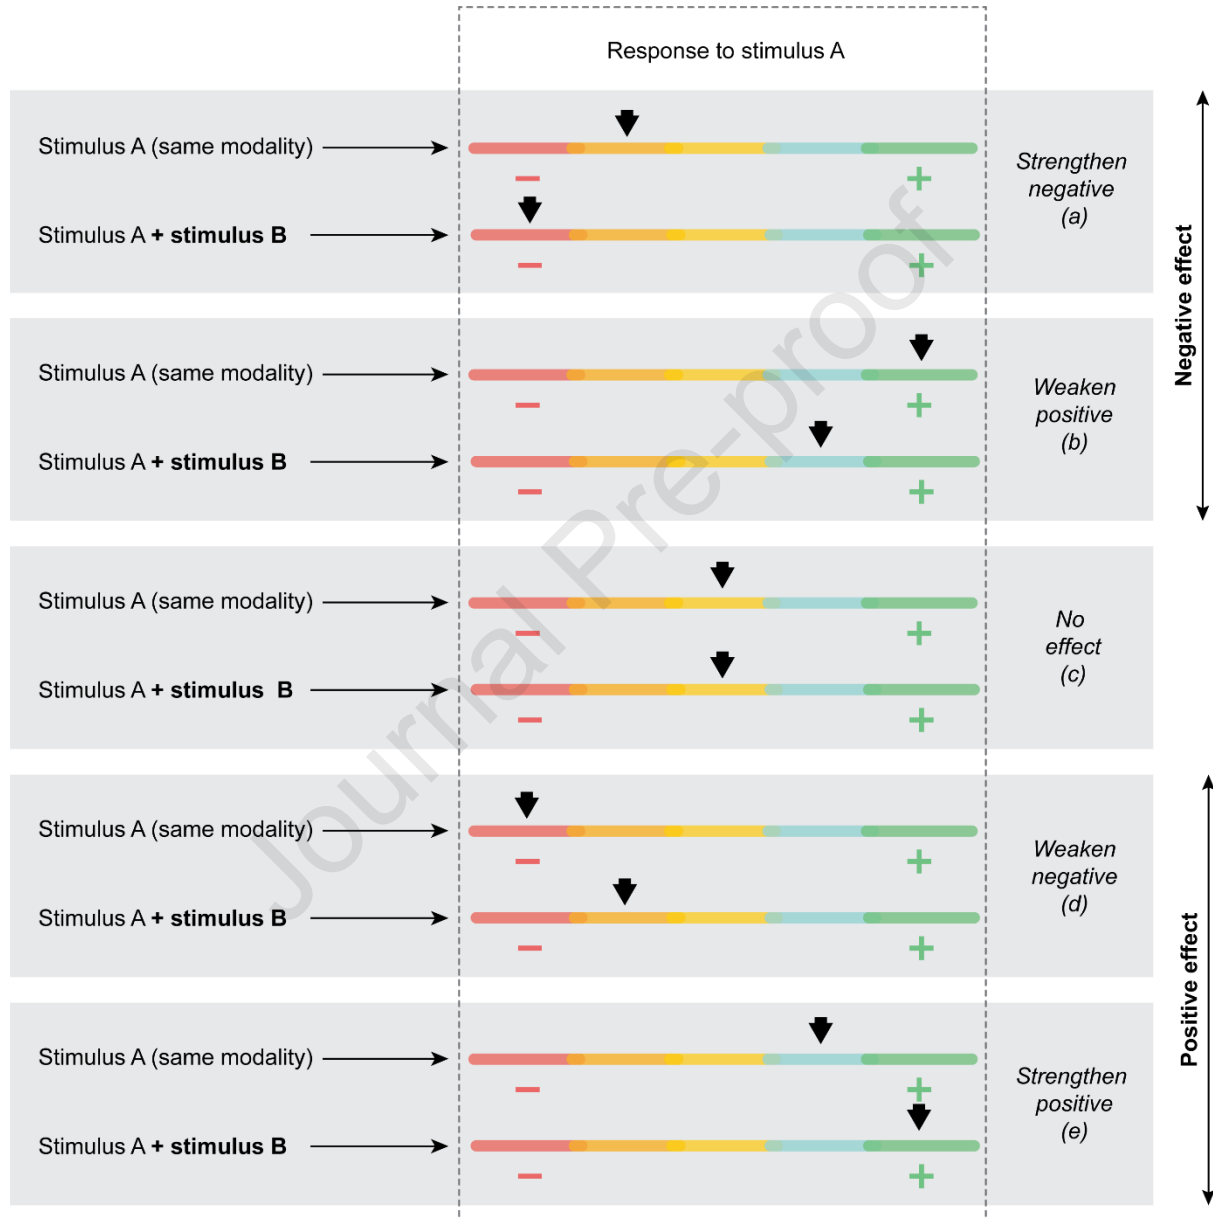 Response to stimulus A
Stimulus A (same modality)
− +
Stimulus A + stimulus B
− +
Strengthen
negative
(a)
Stimulus A (same modality)
− +
Stimulus A + stimulus B
− +
Weaken
positive
(b)
Negative effect
Stimulus A (same modality)
− +
Stimulus A + stimulus B
− +
No
effect
(c)
Stimulus A (same modality)
− +
Stimulus A + stimulus B
− +
Weaken
negative
(d)
Stimulus A (same modality)
− +
Stimulus A + stimulus B
− +
Strengthen
positive
(e)
Positive effect
Journal Pre-proof